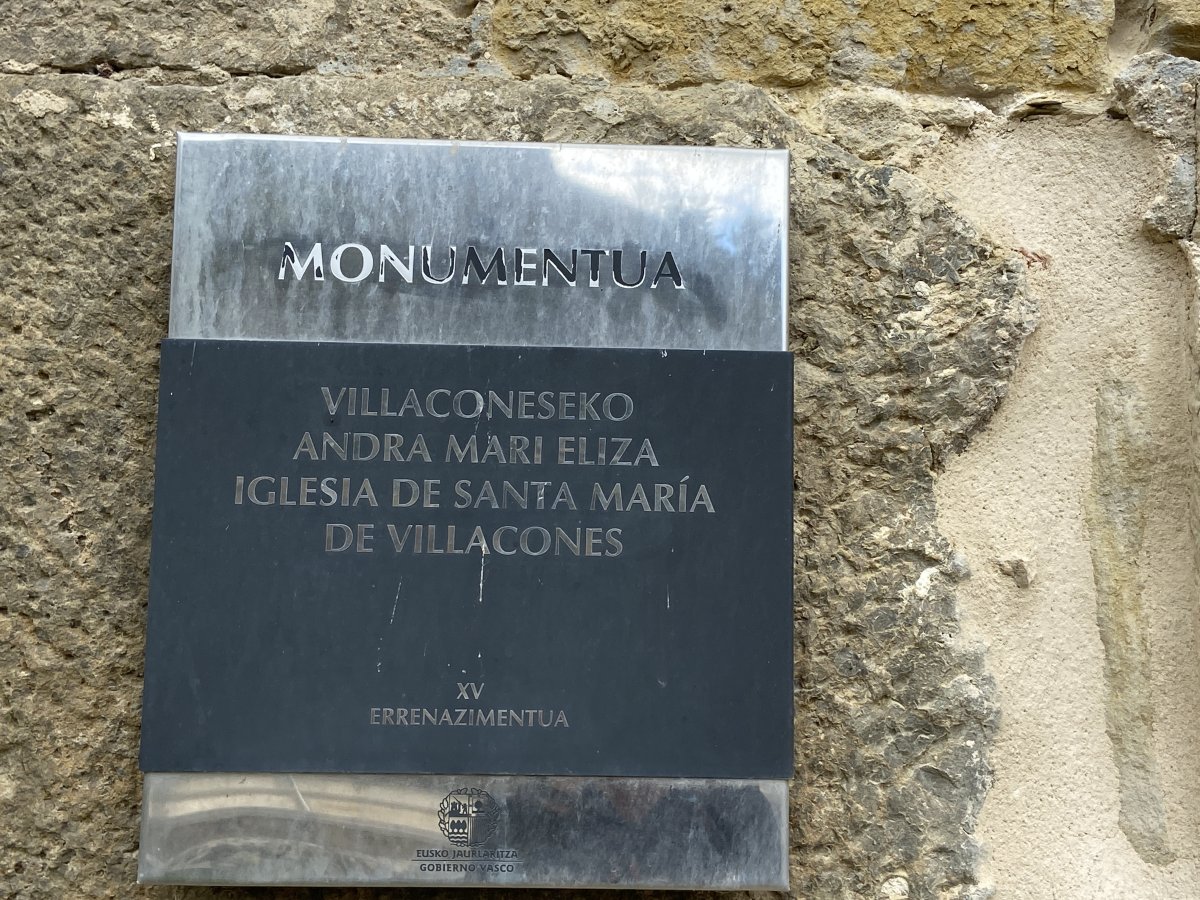 MONUMENTUA
VILLACONESEKO
ANDRA MARI ELIZA
IGLESIA DE SANTA MARÍA
DE VILLACONES
XV
ERRENAZIMENTUA
EUSKO JAURLARITZA
GOBIERNO VASCO